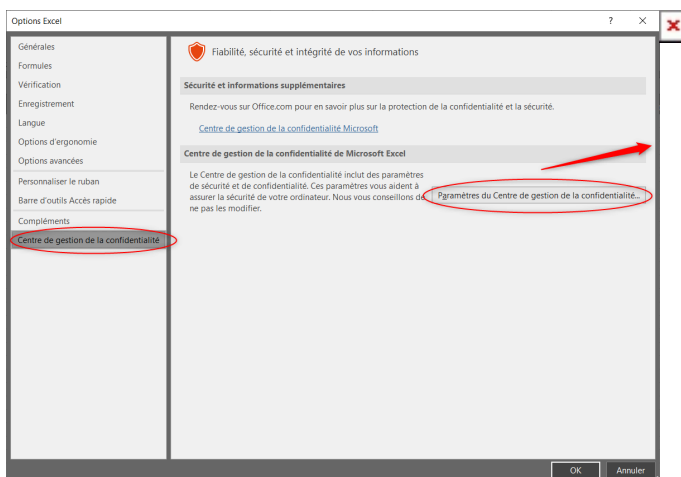 Options Excel
?
Générales
Formules
Vérification
Enregistrement
Langue
Options d'ergonomie
Options avancées
Personnaliser le ruban
Barre d'outils Accès rapide
Compléments
Centre de gestion de la confidentialité
Fiabilité, sécurité et intégrité de vos informations
Sécurité et informations supplémentaires
Rendez-vous sur Office.com pour en savoir plus sur la protection de la confidentialité et la sécurité.
Centre de gestion de la confidentialité Microsoft
Centre de gestion de la confidentialité de Microsoft Excel
Le Centre de gestion de la confidentialité inclut des paramètres
de sécurité et de confidentialité. Ces paramètres vous aident à
assurer la sécurité de votre ordinateur. Nous vous conseillons de
ne pas les modifier.
Paramètres du Centre de gestion de la confidentialité...
OK
Annuler